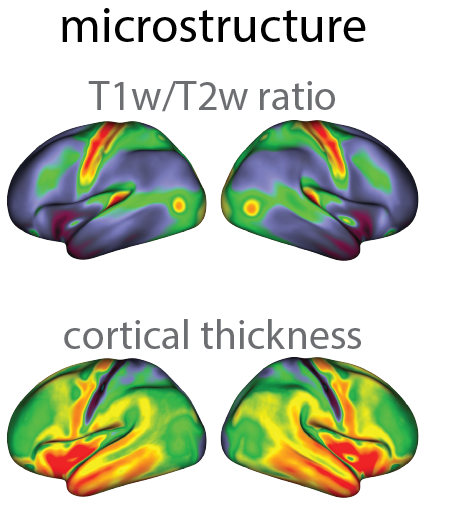 microstructure
T1w/T2w ratio
cortical thickness